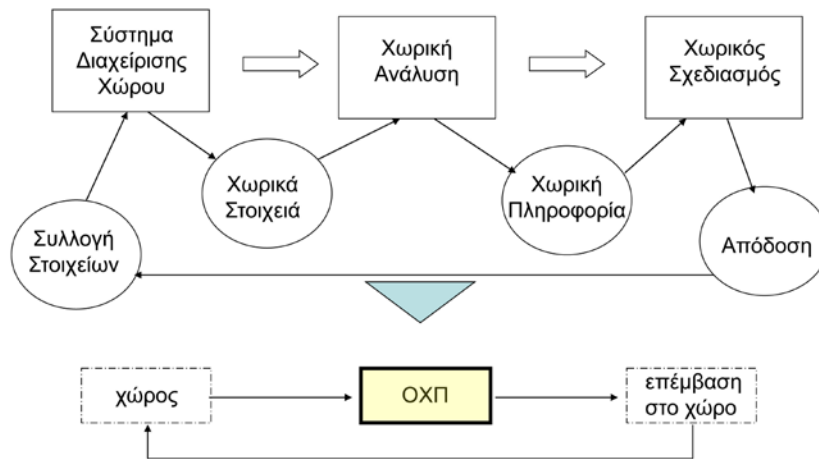 Σύστημα
Διαχείρισης
Χώρου
Χωρική
Ανάλυση
Χωρικός
Σχεδιασμός
Χωρικά
Στοιχειά
Χωρική
Πληροφορία
Συλλογή
Στοιχείων
Απόδοση
χώρος
ΟΧΠ
επέμβαση
στο χώρο